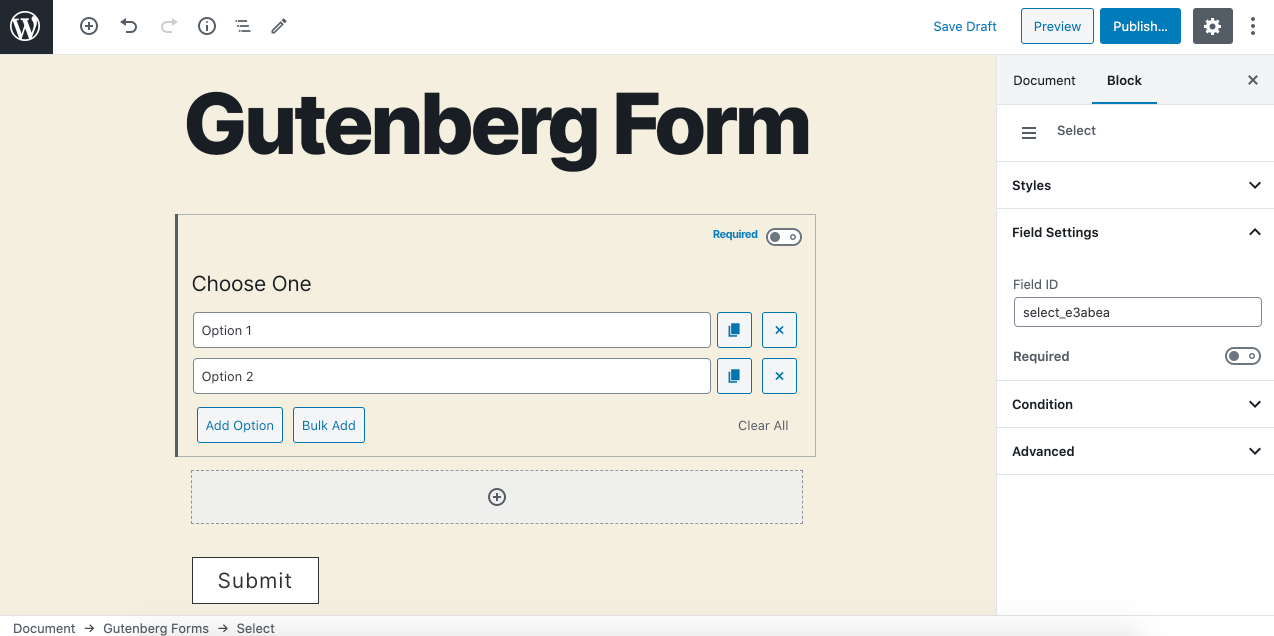 Save Draft
Preview
Publish...
Gutenberg Form
Required
Choose One
Option 1
Option 2
Add Option
Bulk Add
Clear All
Submit
Document
Block
Select
Styles
Field Settings
Field ID
select_e3abea
Required
Condition
Advanced
Document → Gutenberg Forms → Select